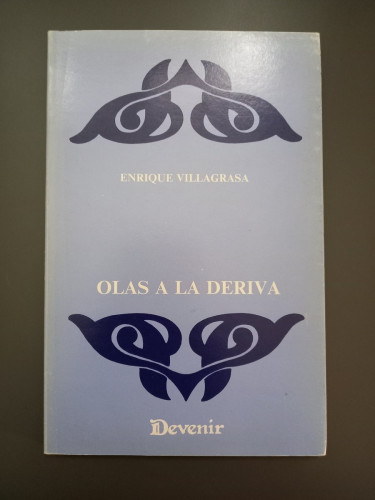 ENRIQUE VILLAGRASA
OLAS A LA DERIVA
Devenir